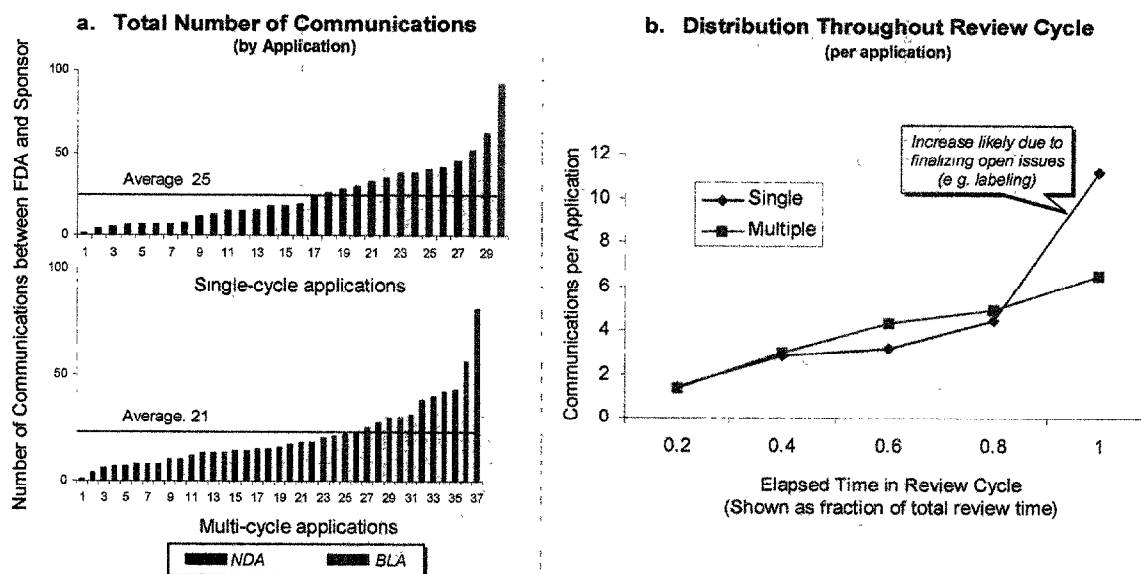 a. Total Number of Communications
(by Application)
Number of Communications between FDA and Sponsor
100
50
0
Average 25
1 3 5 7 9 11 13 15 17 19 21 23 25 27 29
Single-cycle applications
100
50
0
Average. 21
1 3 5 7 9 11 13 15 17 19 21 23 25 27 29 31 33 35 37
Multi-cycle applications
NDA BLA
b. Distribution Throughout Review Cycle
(per application)
Communications per Application
12
10
8
6
4
2
0
Single
Multiple
Increase likely due to
finalizing open issues
(e g. labeling)
0.2 0.4 0.6 0.8 1
Elapsed Time in Review Cycle
(Shown as fraction of total review time)